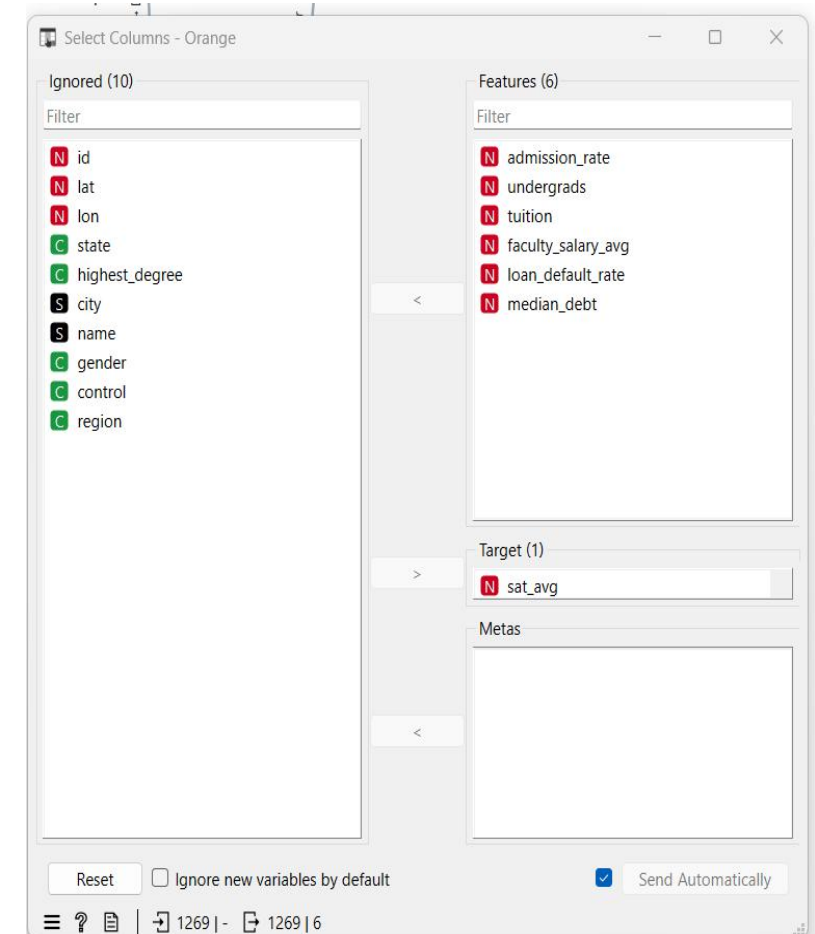 Select Columns - Orange
Ignored (10)
Filter
N id
N lat
N lon
C state
C highest_degree
S city
S name
C gender
C control
C region
<
>
<
Features (6)
Filter
N admission_rate
N undergrads
N tuition
N faculty_salary_avg
N loan_default_rate
N median_debt
Target (1)
N sat_avg
Metas
Reset
Ignore new variables by default
Send Automatically
? 1269 | - 1269 | 6